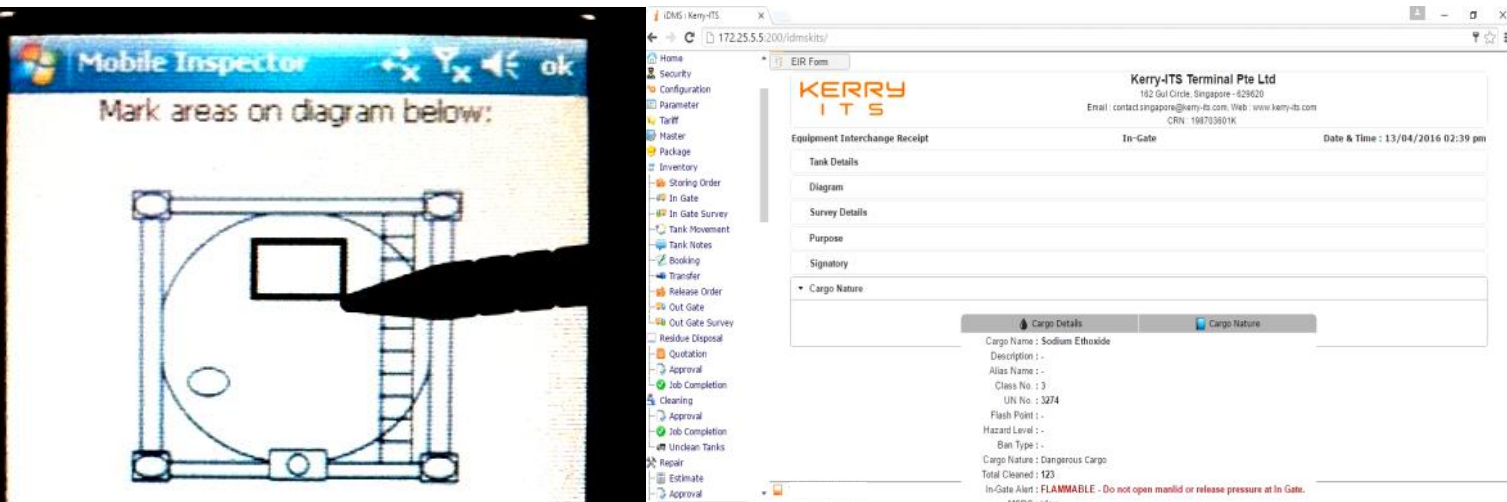 Mobile Inspector
ok
Mark areas on diagram below:
iDMS : Kerry-ITS
172.25.5.5:200/idmskits/
Home
Security
Configuration
Parameter
Tariff
Master
Package
Inventory
Storing Order
In Gate
In Gate Survey
Tank Movement
Tank Notes
Booking
Transfer
Release Order
Out Gate
Out Gate Survey
Residue Disposal
Quotation
Approval
Job Completion
Cleaning
Approval
Job Completion
Unclean Tanks
Repair
Estimate
Approval
EIR Form
KERRY
ITS
Kerry-ITS Terminal Pte Ltd
162 Gul Circle, Singapore - 629620
Email : contact.singapore@kerry-its.com, Web : www.kerry-its.com
CRN : 198703601K
Equipment Interchange Receipt In-Gate Date & Time : 13/04/2016 02:39 pm
Tank Details
Diagram
Survey Details
Purpose
Signatory
Cargo Nature
Cargo Details Cargo Nature
Cargo Name : Sodium Ethoxide
Description : -
Alias Name : -
Class No. : 3
UN No. : 3274
Flash Point : -
Hazard Level : -
Ban Type : -
Cargo Nature : Dangerous Cargo
Total Cleaned : 123
In-Gate Alert : FLAMMABLE - Do not open manlid or release pressure at In Gate.